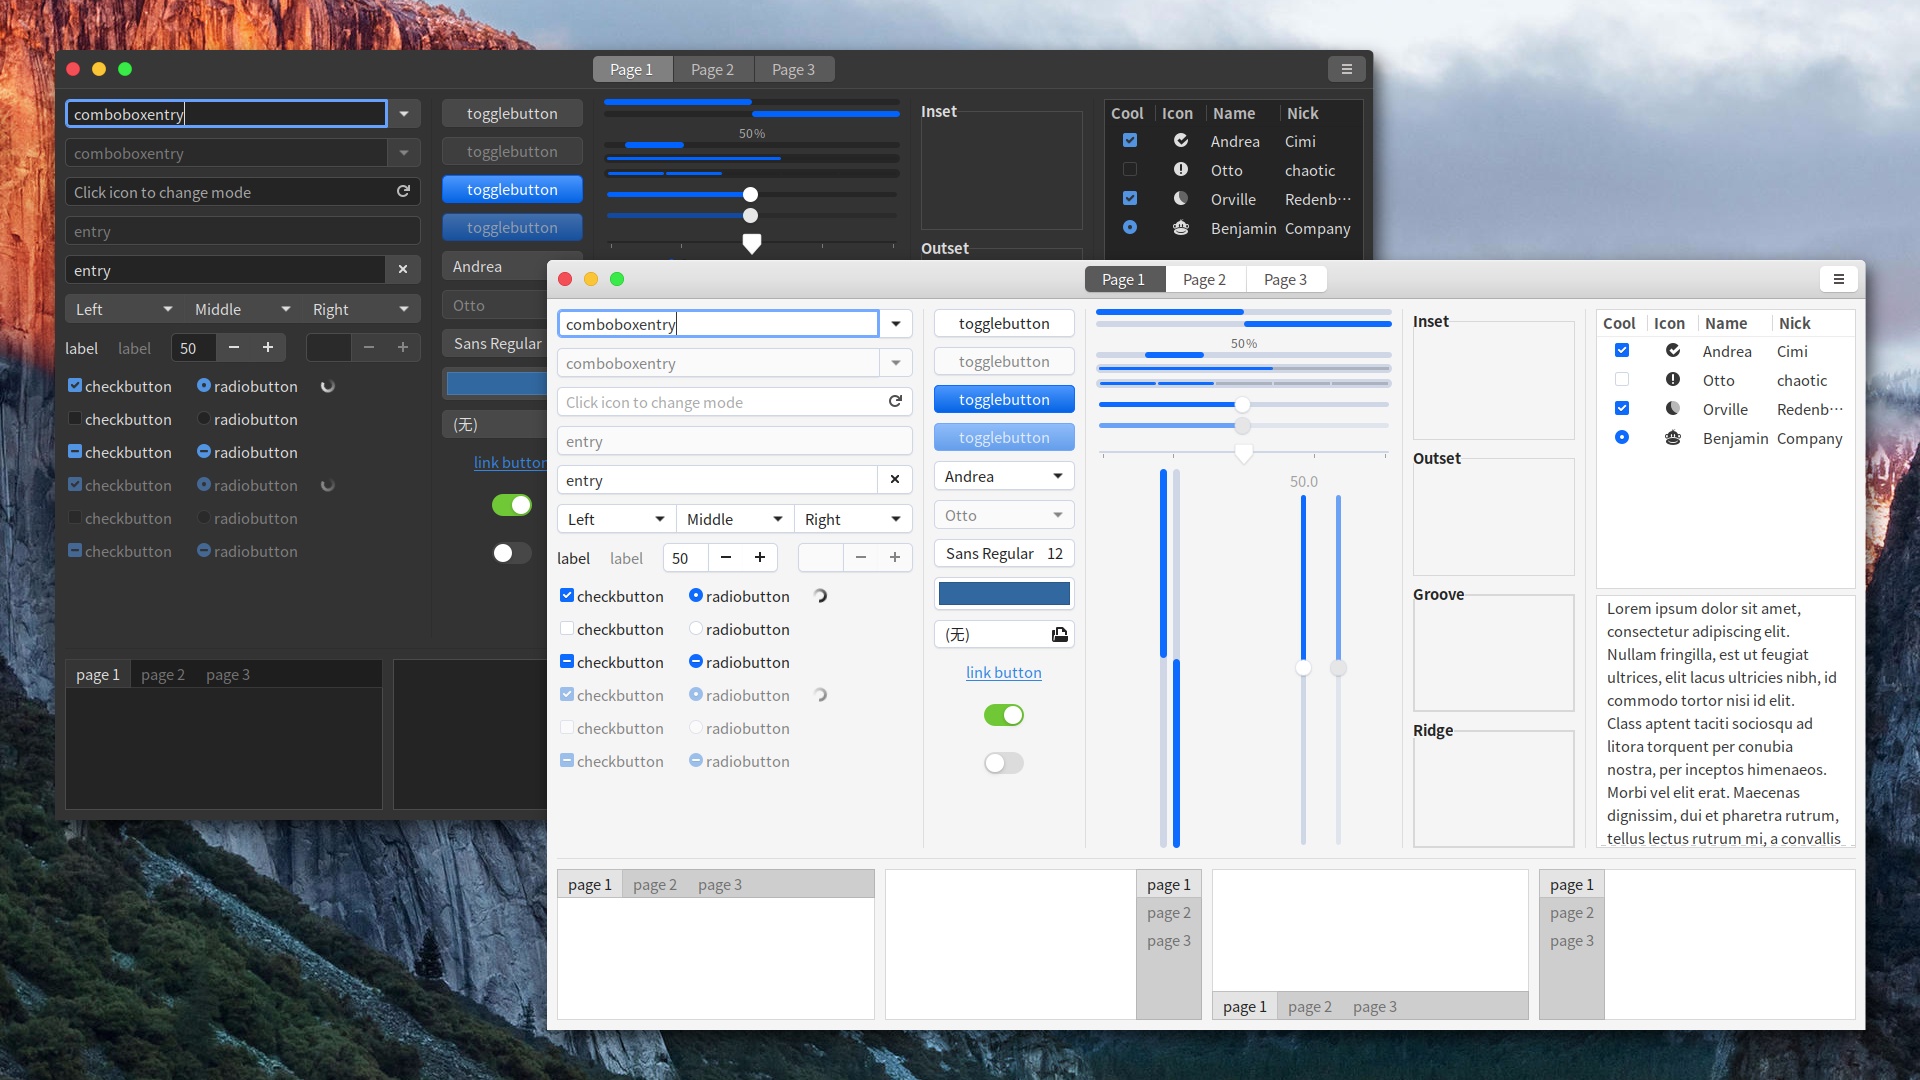 Page 1 Page 2 Page 3
comboboxentry
comboboxentry
Click icon to change mode
entry
entry
Left Middle Right
label label 50
checkbutton radiobutton
checkbutton radiobutton
checkbutton radiobutton
checkbutton radiobutton
checkbutton radiobutton
checkbutton radiobutton
togglebutton
togglebutton
togglebutton
togglebutton
Andrea
Otto
Sans Regular
(无)
link button
50%
Inset
Outset
Cool Icon Name Nick
Andrea Cimi
Otto chaotic
Orville Redenb…
Benjamin Company
page 1 page 2 page 3
Page 1 Page 2 Page 3
comboboxentry
comboboxentry
Click icon to change mode
entry
entry
Left Middle Right
label label 50
checkbutton radiobutton
checkbutton radiobutton
checkbutton radiobutton
checkbutton radiobutton
checkbutton radiobutton
checkbutton radiobutton
togglebutton
togglebutton
togglebutton
togglebutton
Andrea
Otto
Sans Regular 12
(无)
link button
50%
50.0
Inset
Outset
Groove
Ridge
Cool Icon Name Nick
Andrea Cimi
Otto chaotic
Orville Redenb…
Benjamin Company
Lorem ipsum dolor sit amet,
consectetur adipiscing elit.
Nullam fringilla, est ut feugiat
ultrices, elit lacus ultricies nibh, id
commodo tortor nisi id elit.
Class aptent taciti sociosqu ad
litora torquent per conubia
nostra, per inceptos himenaeos.
Morbi vel elit erat. Maecenas
dignissim, dui et pharetra rutrum,
tellus lectus rutrum mi, a convallis
page 1 page 2 page 3
page 1
page 2
page 3
page 1 page 2 page 3
page 1
page 2
page 3